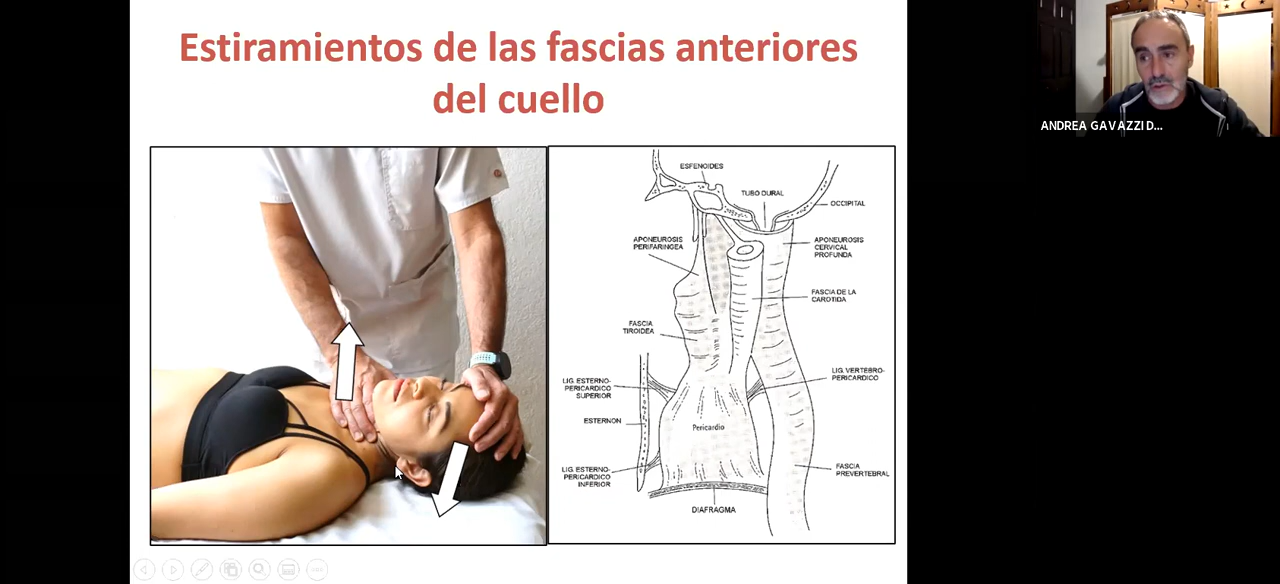 Estiramientos de las fascias anteriores
del cuello
ANDREA GAVAZZI D...
ESFENOIDES
TUBO DURAL
OCCIPITAL
APONEUROSIS
PERIFARINGEA
APONEUROSIS
CERVICAL
PROFUNDA
FASCIA DE LA
CAROTIDA
FASCIA
TIROIDEA
LIG. ESTERNO-
PERICARDICO
SUPERIOR
LIG. VERTEBRO-
PERICARDICO
ESTERNON
Pericardio
LIG. ESTERNO-
PERICARDICO
INFERIOR
FASCIA
PREVERTEBRAL
DIAFRAGMA